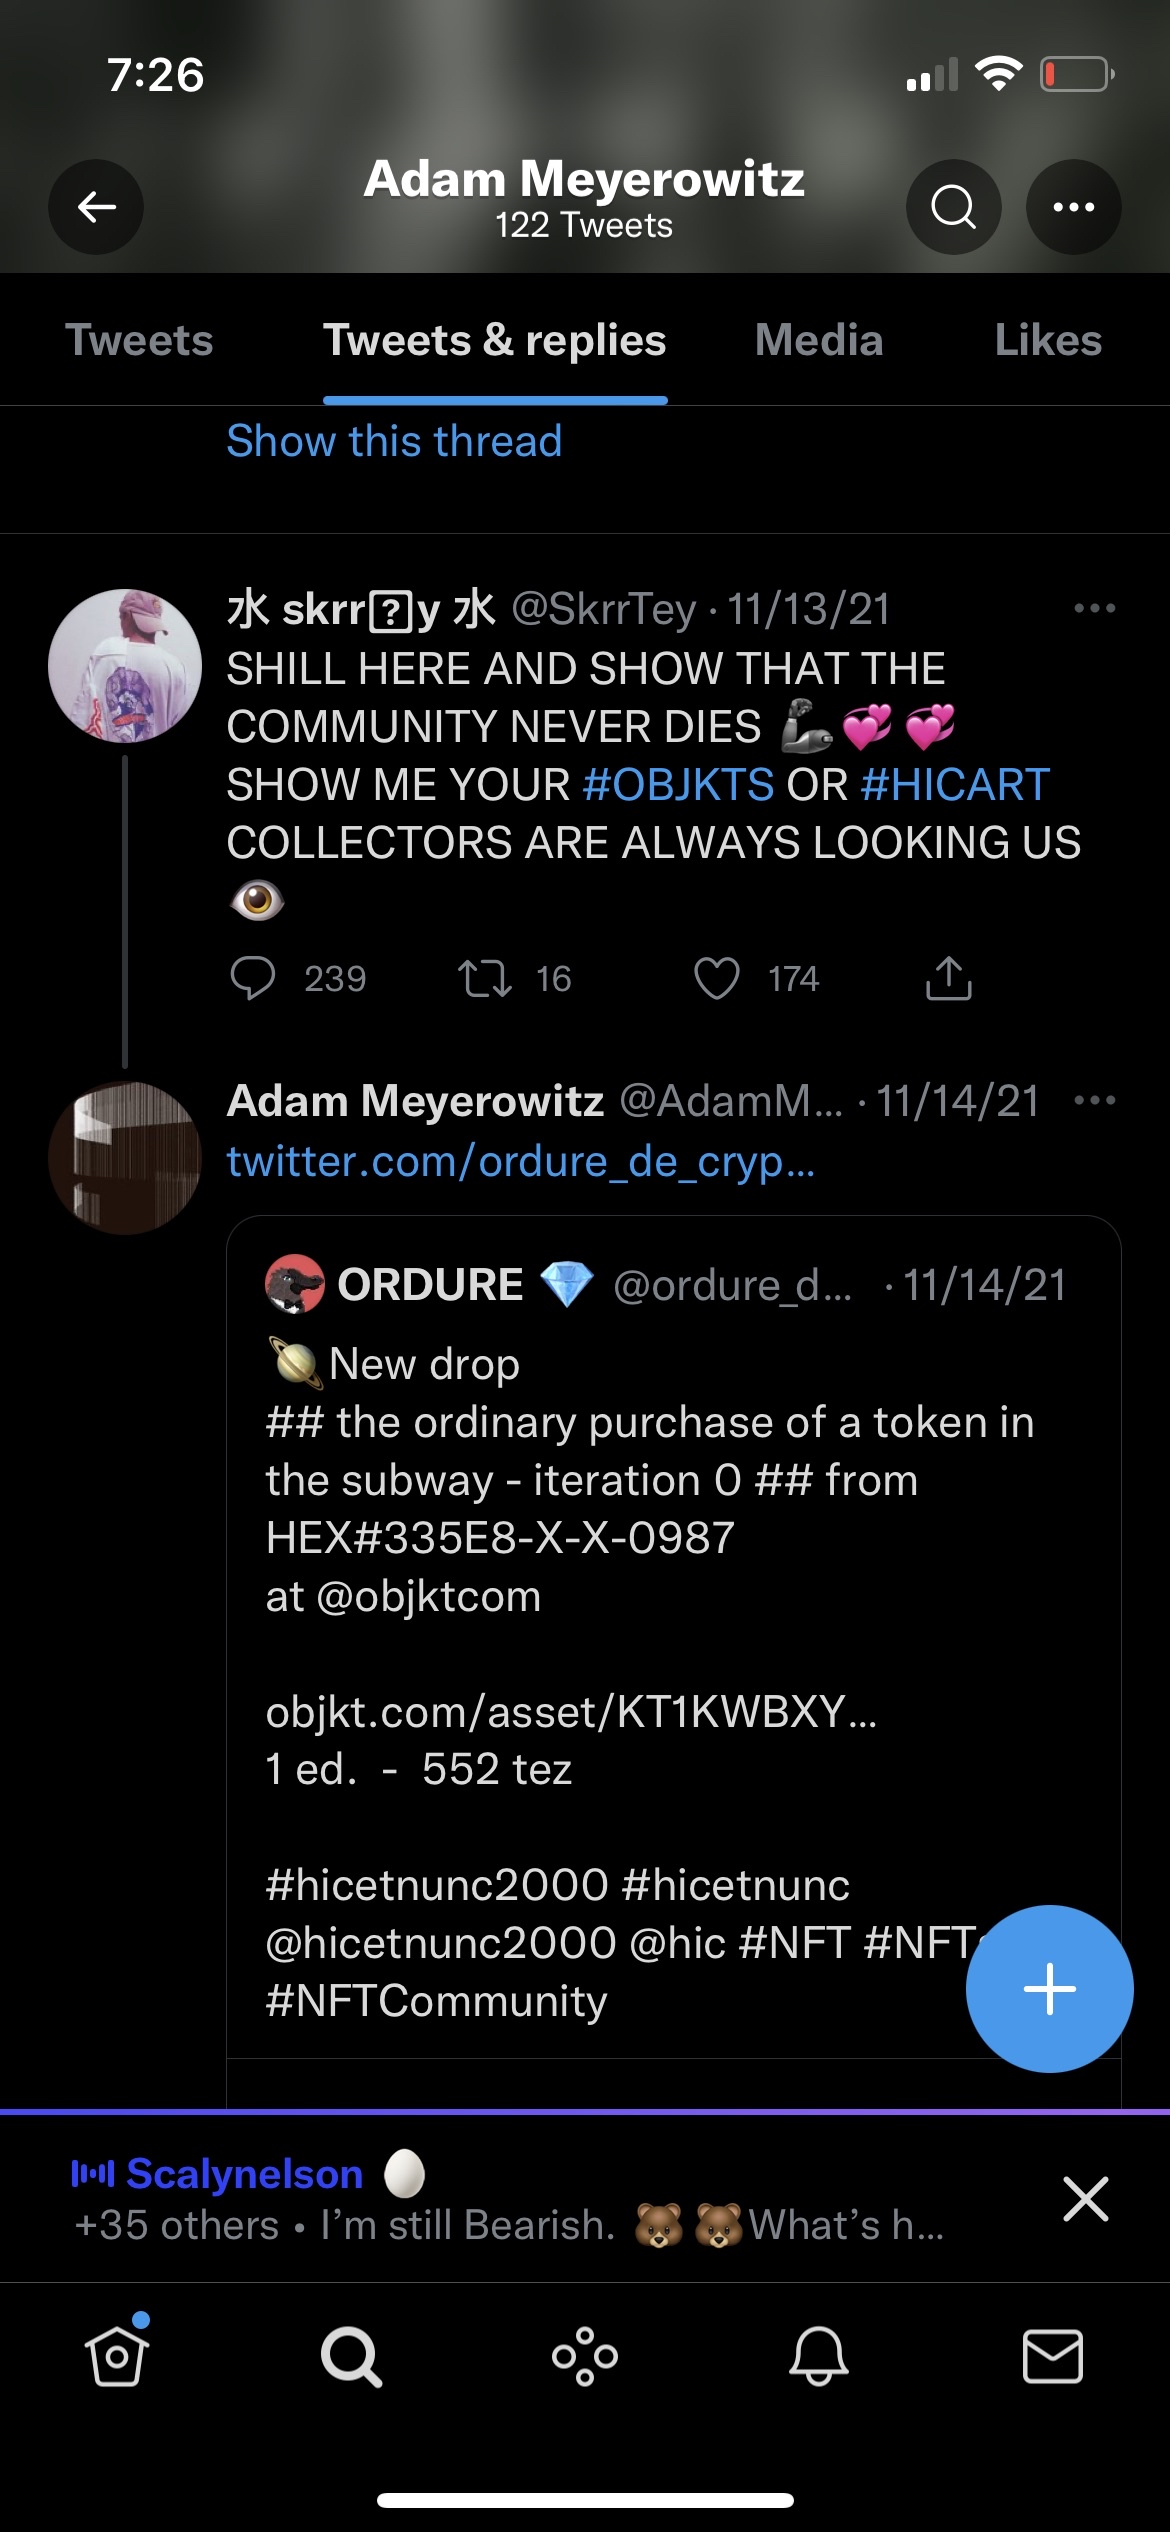 7:26
Adam Meyerowitz
122 Tweets
Tweets
Tweets & replies
Media
Likes
Show this thread
水 skrr⍰y 水 @SkrrTey · 11/13/21
SHILL HERE AND SHOW THAT THE
COMMUNITY NEVER DIES 🦾💞💞
SHOW ME YOUR #OBJKTS OR #HICART
COLLECTORS ARE ALWAYS LOOKING US
👁️
239
16
174
Adam Meyerowitz @AdamM... · 11/14/21
twitter.com/ordure_de_cryp...
ORDURE 💎 @ordure_d... · 11/14/21
🪐New drop
## the ordinary purchase of a token in
the subway - iteration 0 ## from
HEX#335E8-X-X-0987
at @objktcom
objkt.com/asset/KT1KWBXY...
1 ed. - 552 tez
#hicetnunc2000 #hicetnunc
@hicetnunc2000 @hic #NFT #NFTs
#NFTCommunity
Scalynelson 🥚
+35 others • I’m still Bearish. 🐻🐻What’s h...